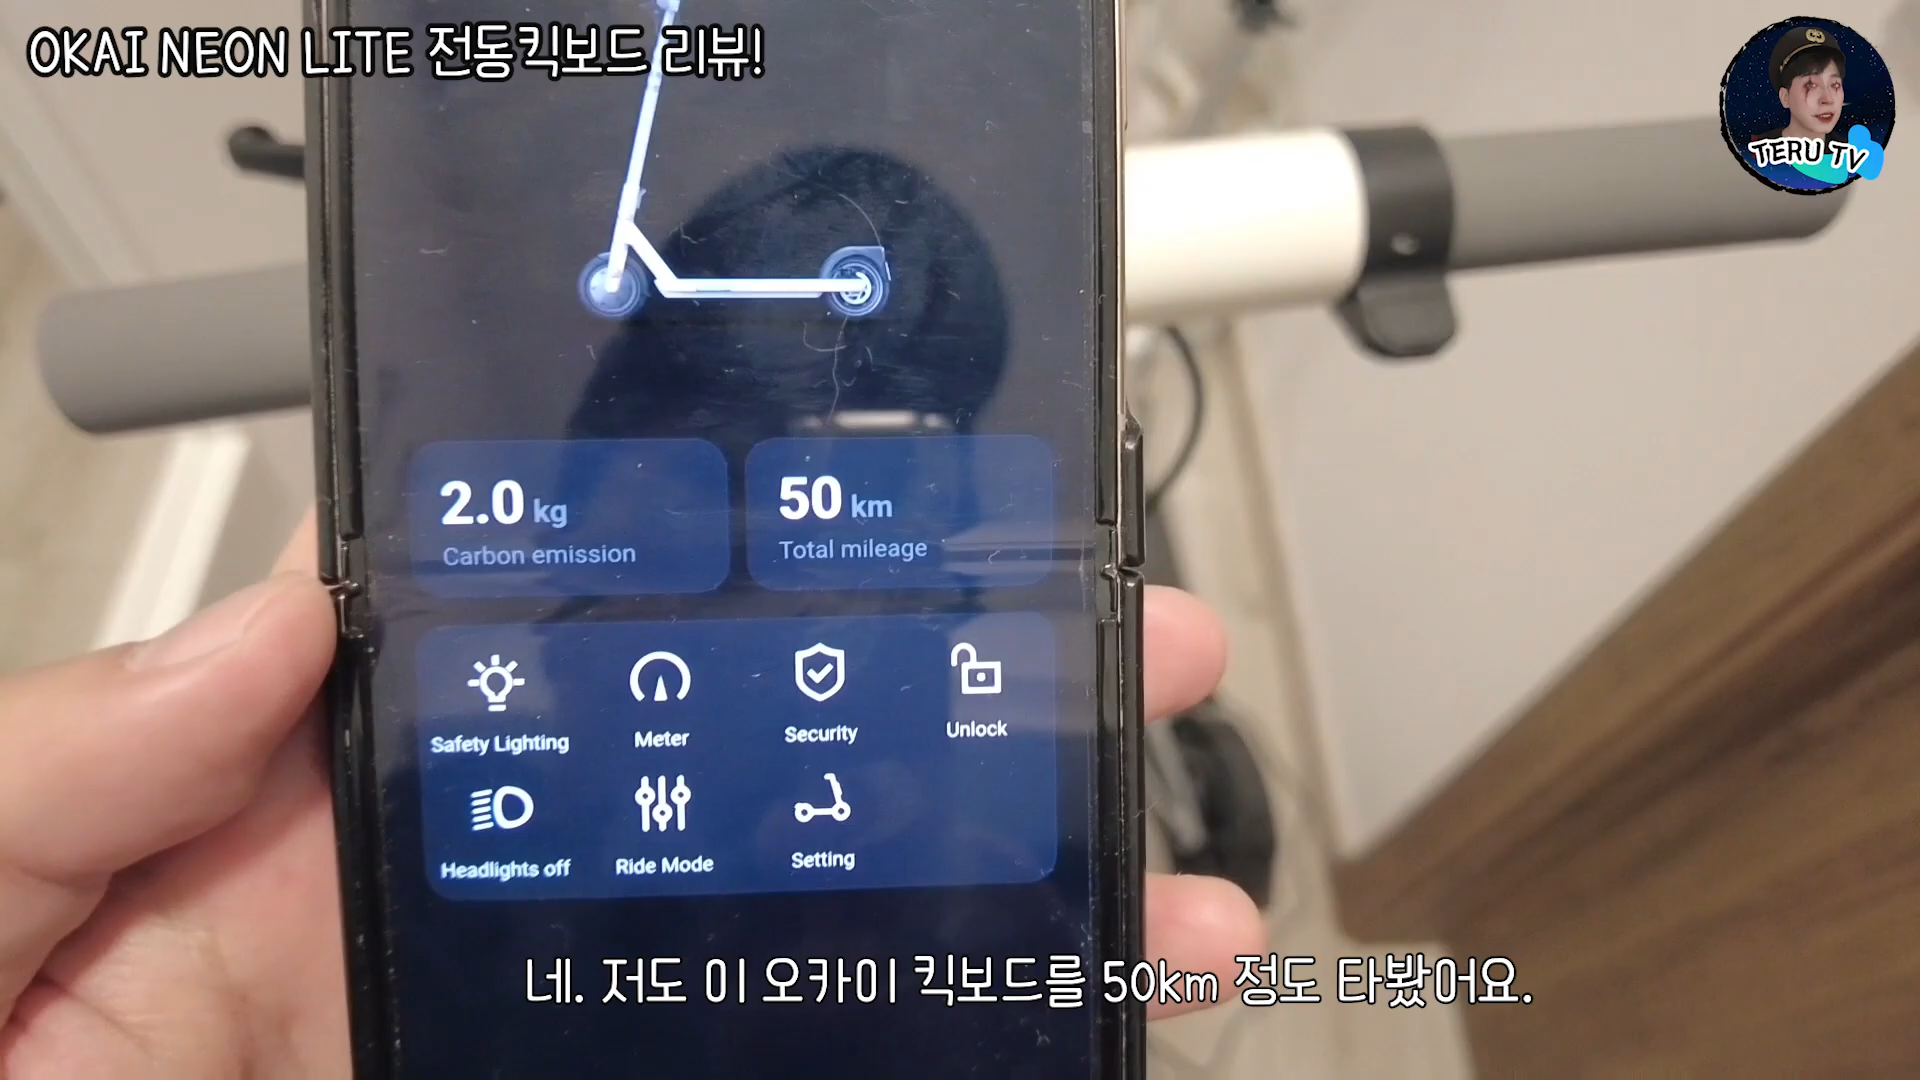 OKAI NEON LITE 전동킥보드 리뷰!
TERU TV
2.0 kg
Carbon emission
50 km
Total mileage
Safety Lighting
Meter
Security
Unlock
Headlights off
Ride Mode
Setting
네. 저도 이 오카이 킥보드를 50km 정도 타봤어요.